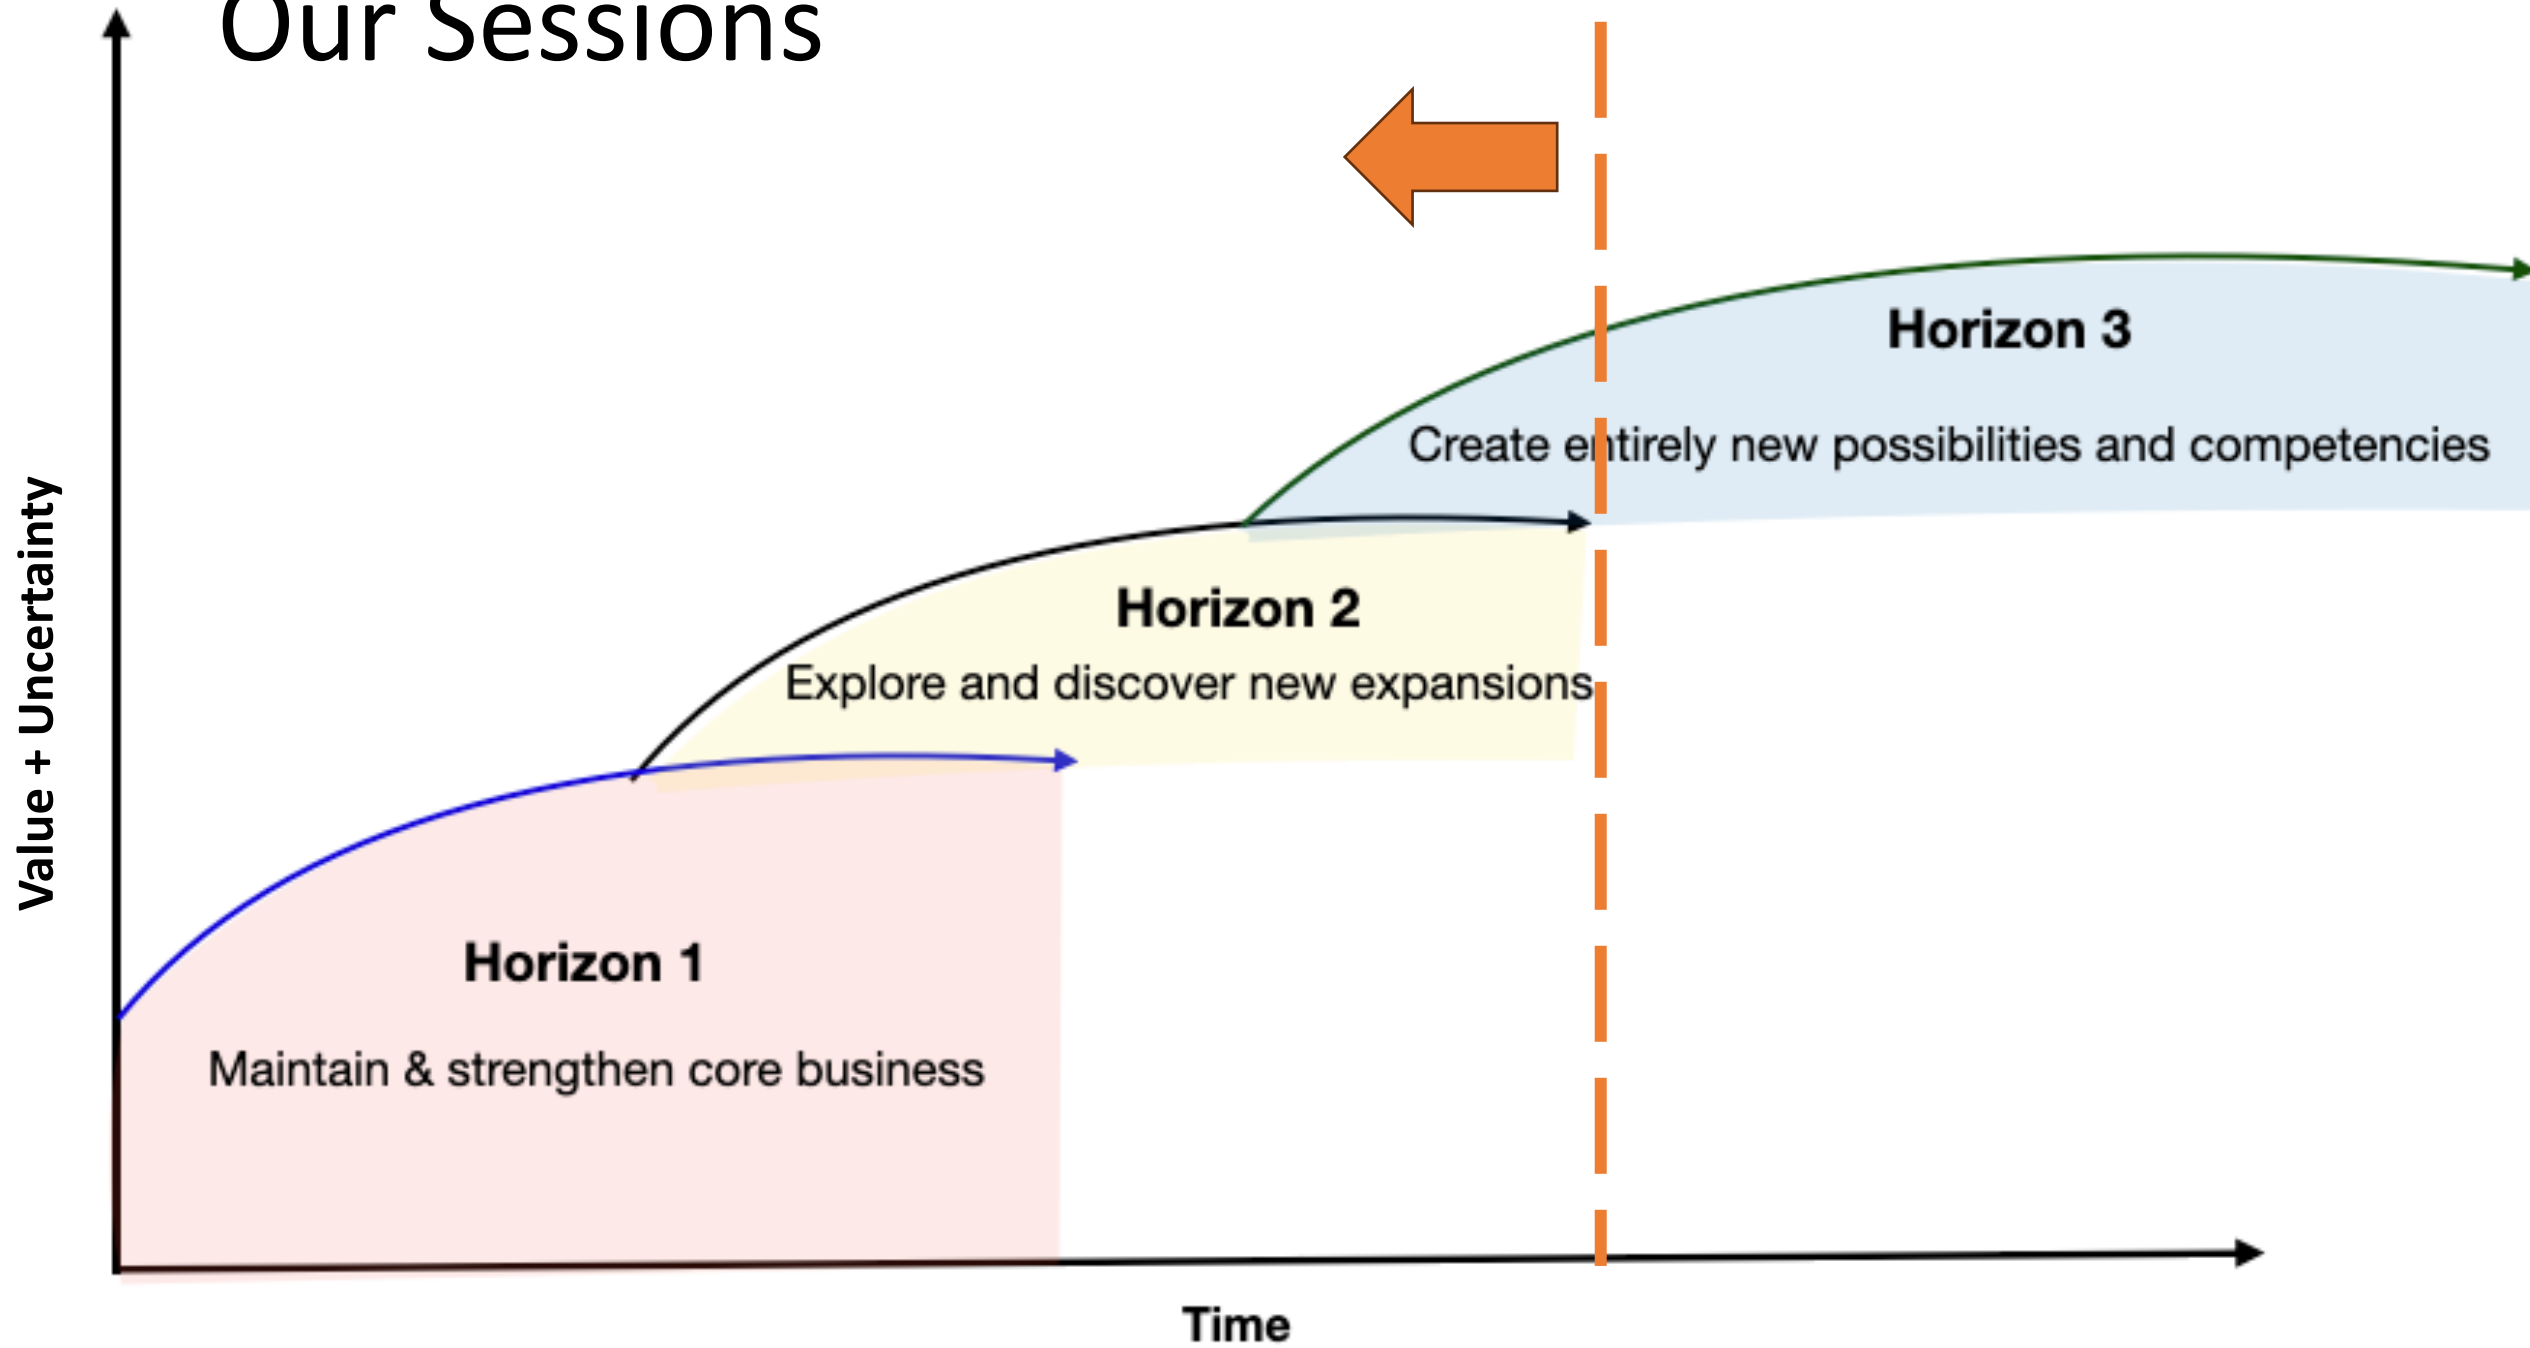 Our Sessions
Value + Uncertainty
Horizon 3
Create entirely new possibilities and competencies
Horizon 2
Explore and discover new expansions
Horizon 1
Maintain & strengthen core business
Time